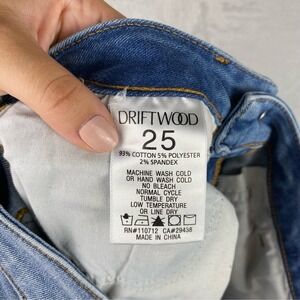 DRIFTWOOD
25
93% COTTON 5% POLYESTER
2% SPANDEX
MACHINE WASH COLD
OR HAND WASH COLD
NO BLEACH
NORMAL CYCLE
TUMBLE DRY
LOW TEMPERATURE
OR LINE DRY
RN#110712 CA#29438
MADE IN CHINA